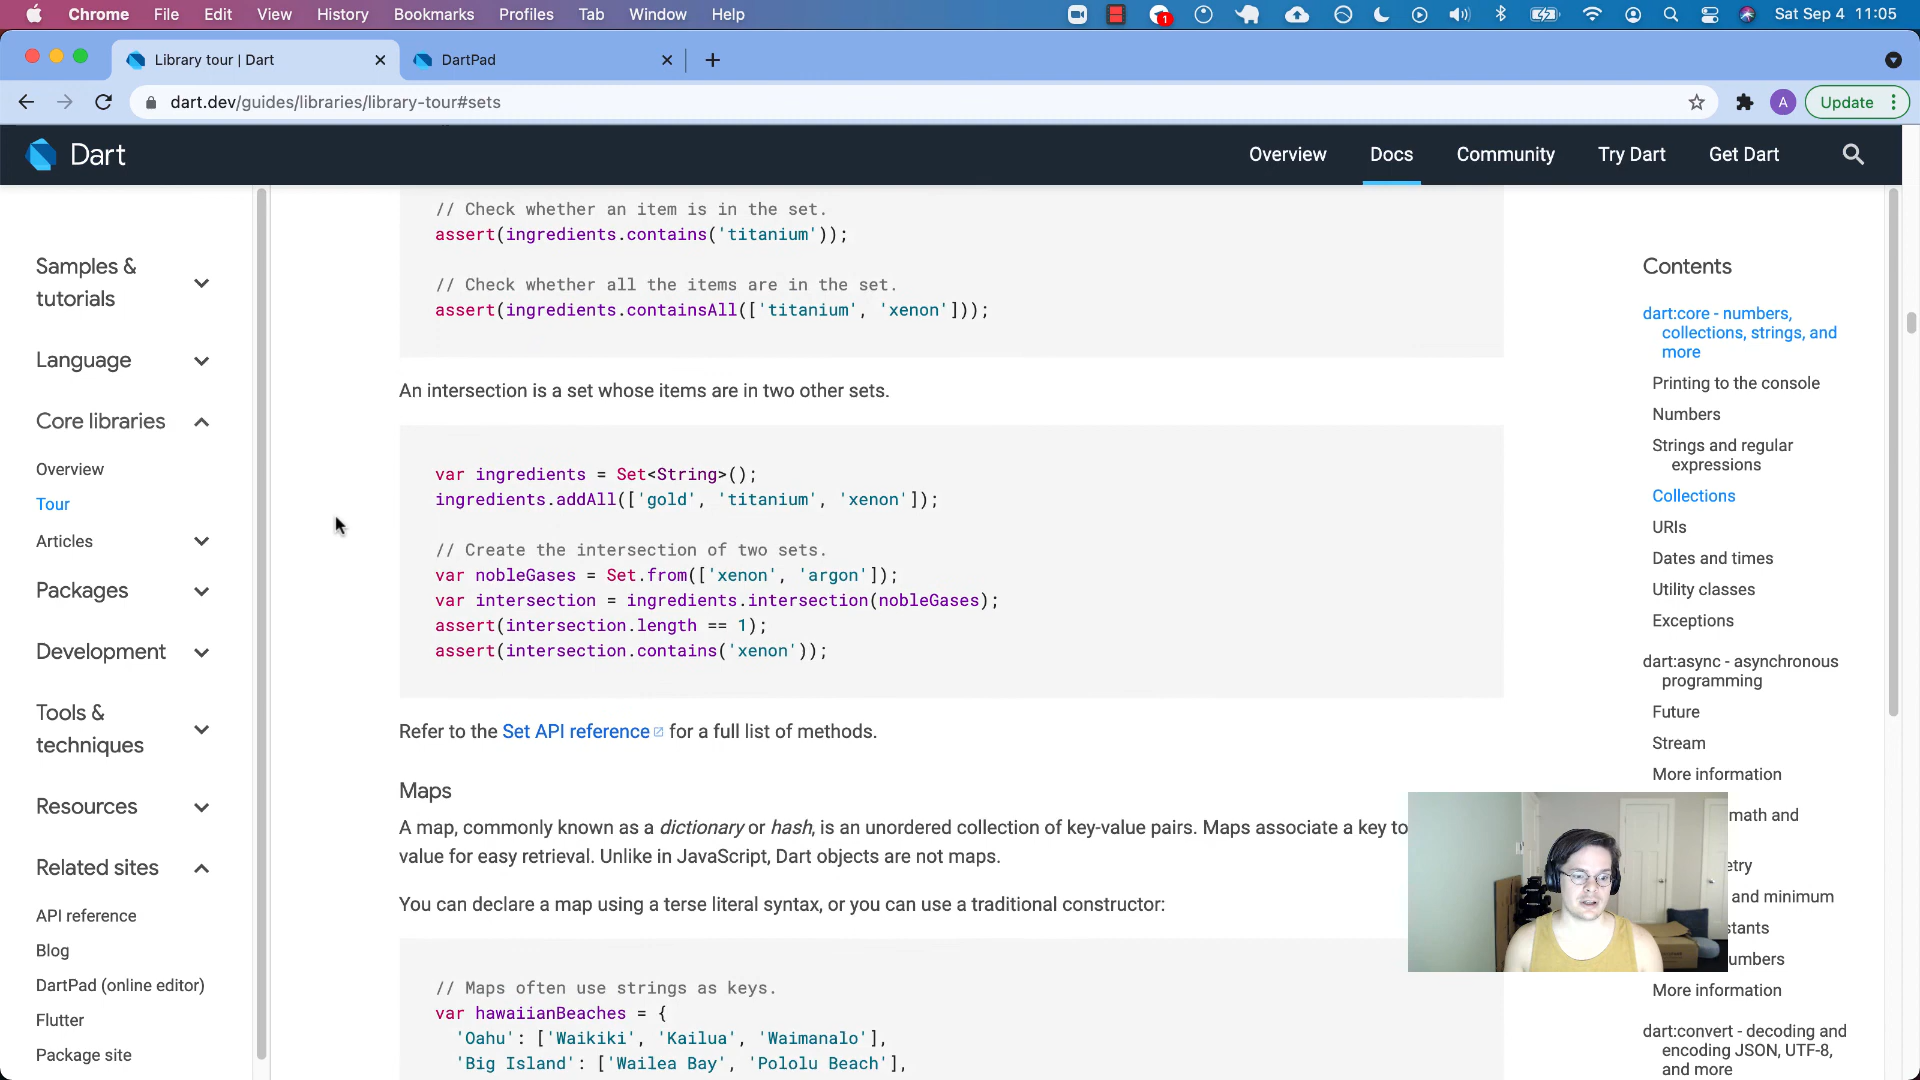 Chrome File Edit View History Bookmarks Profiles Tab Window Help
1
Sat Sep 4 11:05
Library tour | Dart
DartPad
dart.dev/guides/libraries/library-tour#sets
A
Update
Dart
Overview
Docs
Community
Try Dart
Get Dart
Samples &
tutorials
Language
Core libraries
Overview
Tour
Articles
Packages
Development
Tools &
techniques
Resources
Related sites
API reference
Blog
DartPad (online editor)
Flutter
Package site
// Check whether an item is in the set.
assert(ingredients.contains('titanium'));
// Check whether all the items are in the set.
assert(ingredients.containsAll(['titanium', 'xenon']));
An intersection is a set whose items are in two other sets.
var ingredients = Set<String>();
ingredients.addAll(['gold', 'titanium', 'xenon']);
// Create the intersection of two sets.
var nobleGases = Set.from(['xenon', 'argon']);
var intersection = ingredients.intersection(nobleGases);
assert(intersection.length == 1);
assert(intersection.contains('xenon'));
Refer to the Set API reference for a full list of methods.
Maps
A map, commonly known as a dictionary or hash, is an unordered collection of key-value pairs. Maps associate a key to
value for easy retrieval. Unlike in JavaScript, Dart objects are not maps.
You can declare a map using a terse literal syntax, or you can use a traditional constructor:
// Maps often use strings as keys.
var hawaiianBeaches = {
'Oahu': ['Waikiki', 'Kailua', 'Waimanalo'],
'Big Island': ['Wailea Bay', 'Pololu Beach'],
Contents
dart:core - numbers,
collections, strings, and
more
Printing to the console
Numbers
Strings and regular
expressions
Collections
URIs
Dates and times
Utility classes
Exceptions
dart:async - asynchronous
programming
Future
Stream
More information
math and
etry
and minimum
stants
umbers
More information
dart:convert - decoding and
encoding JSON, UTF-8,
and more